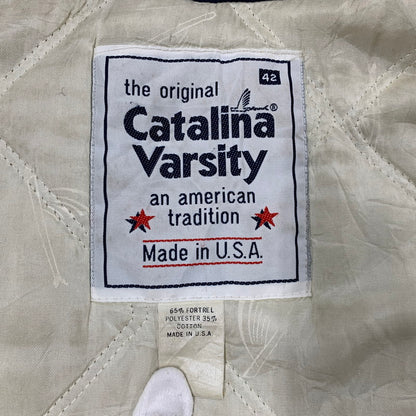 42
the original
Catalina®
Varsity
an american
tradition
Made in U.S.A.
65% FORTREL
POLYESTER 35%
COTTON
MADE IN U.S.A